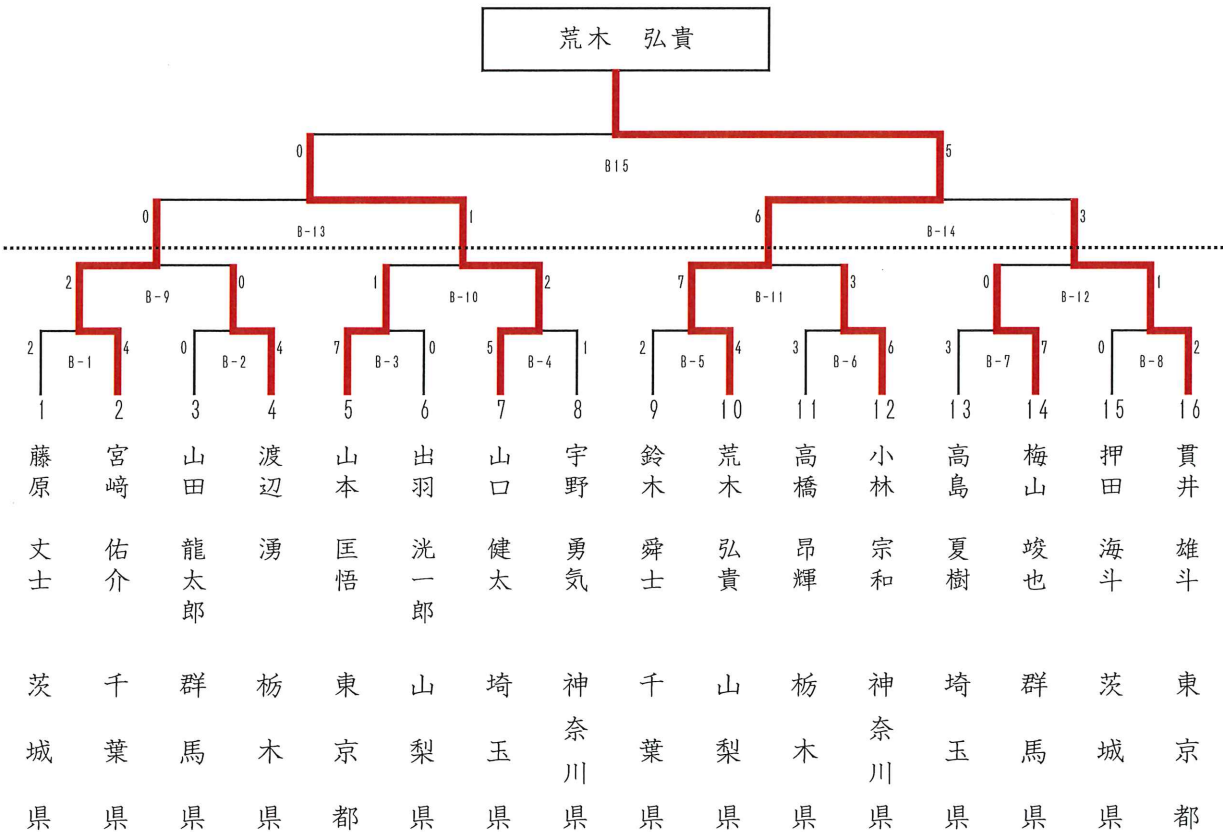 荒木 弘貴
0 B15 5
0 B-13 1 6 B-14 3
2 B-9 0 1 B-10 2 7 B-11 3 0 B-12 1
2 B-1 4 0 B-2 4 7 B-3 0 5 B-4 1 2 B-5 4 3 B-6 6 3 B-7 7 0 B-8 2
1 2 3 4 5 6 7 8 9 10 11 12 13 14 15 16
藤原 丈士 茨城県
宮﨑 佑介 千葉県
山田 龍太郎 群馬県
渡辺 湧 栃木県
山本 匡悟 東京都
出羽 洸一郎 山梨県
山口 健太 埼玉県
宇野 勇気 神奈川県
鈴木 舜士 千葉県
荒木 弘貴 山梨県
高橋 昂輝 栃木県
小林 宗和 神奈川県
高島 夏樹 埼玉県
梅山 竣也 群馬県
押田 海斗 茨城県
貫井 雄斗 東京都